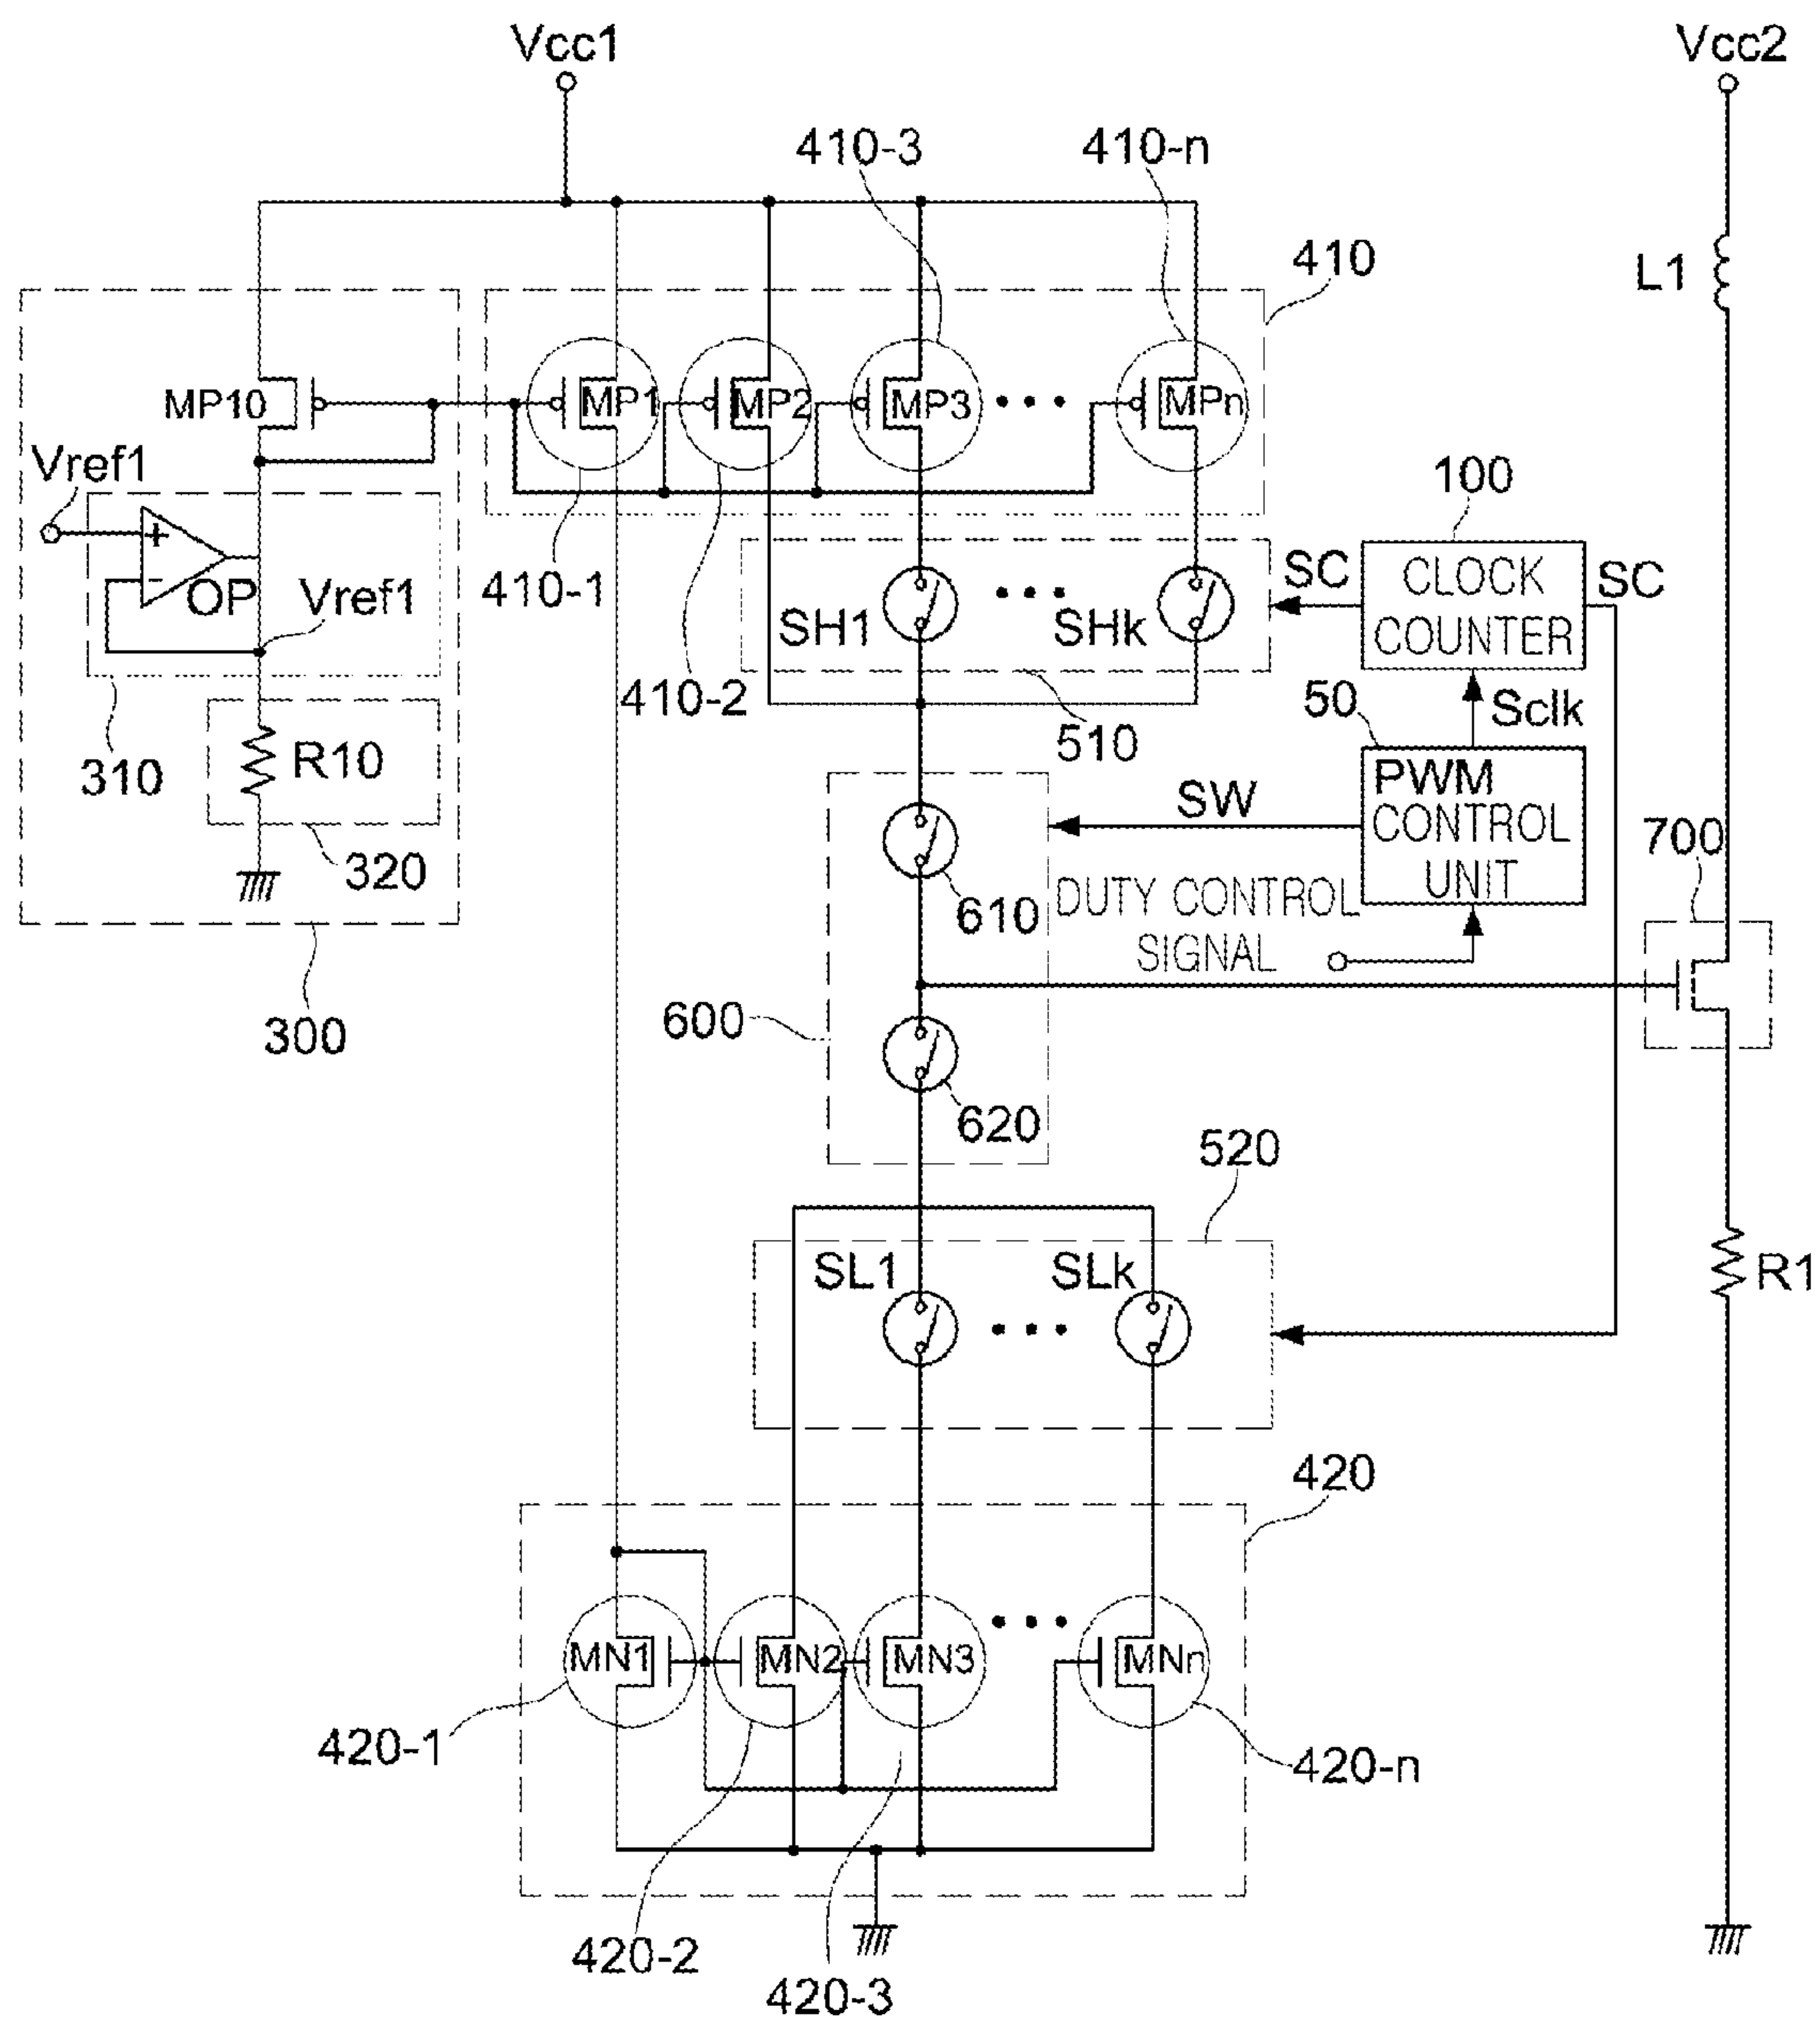 Vcc1
Vcc2
410-3
410-n
410
L1
MP10
MP1
MP2
MP3
MPn
Vref1
+
-
OP
Vref1
410-1
410-2
SH1
SHk
SC
100
CLOCK
COUNTER
SC
510
50
Sclk
310
R10
320
300
SW
PWM
CONTROL
UNIT
700
610
DUTY CONTROL
SIGNAL
600
620
520
SL1
SLk
R1
420
MN1
MN2
MN3
MNn
420-1
420-n
420-2
420-3